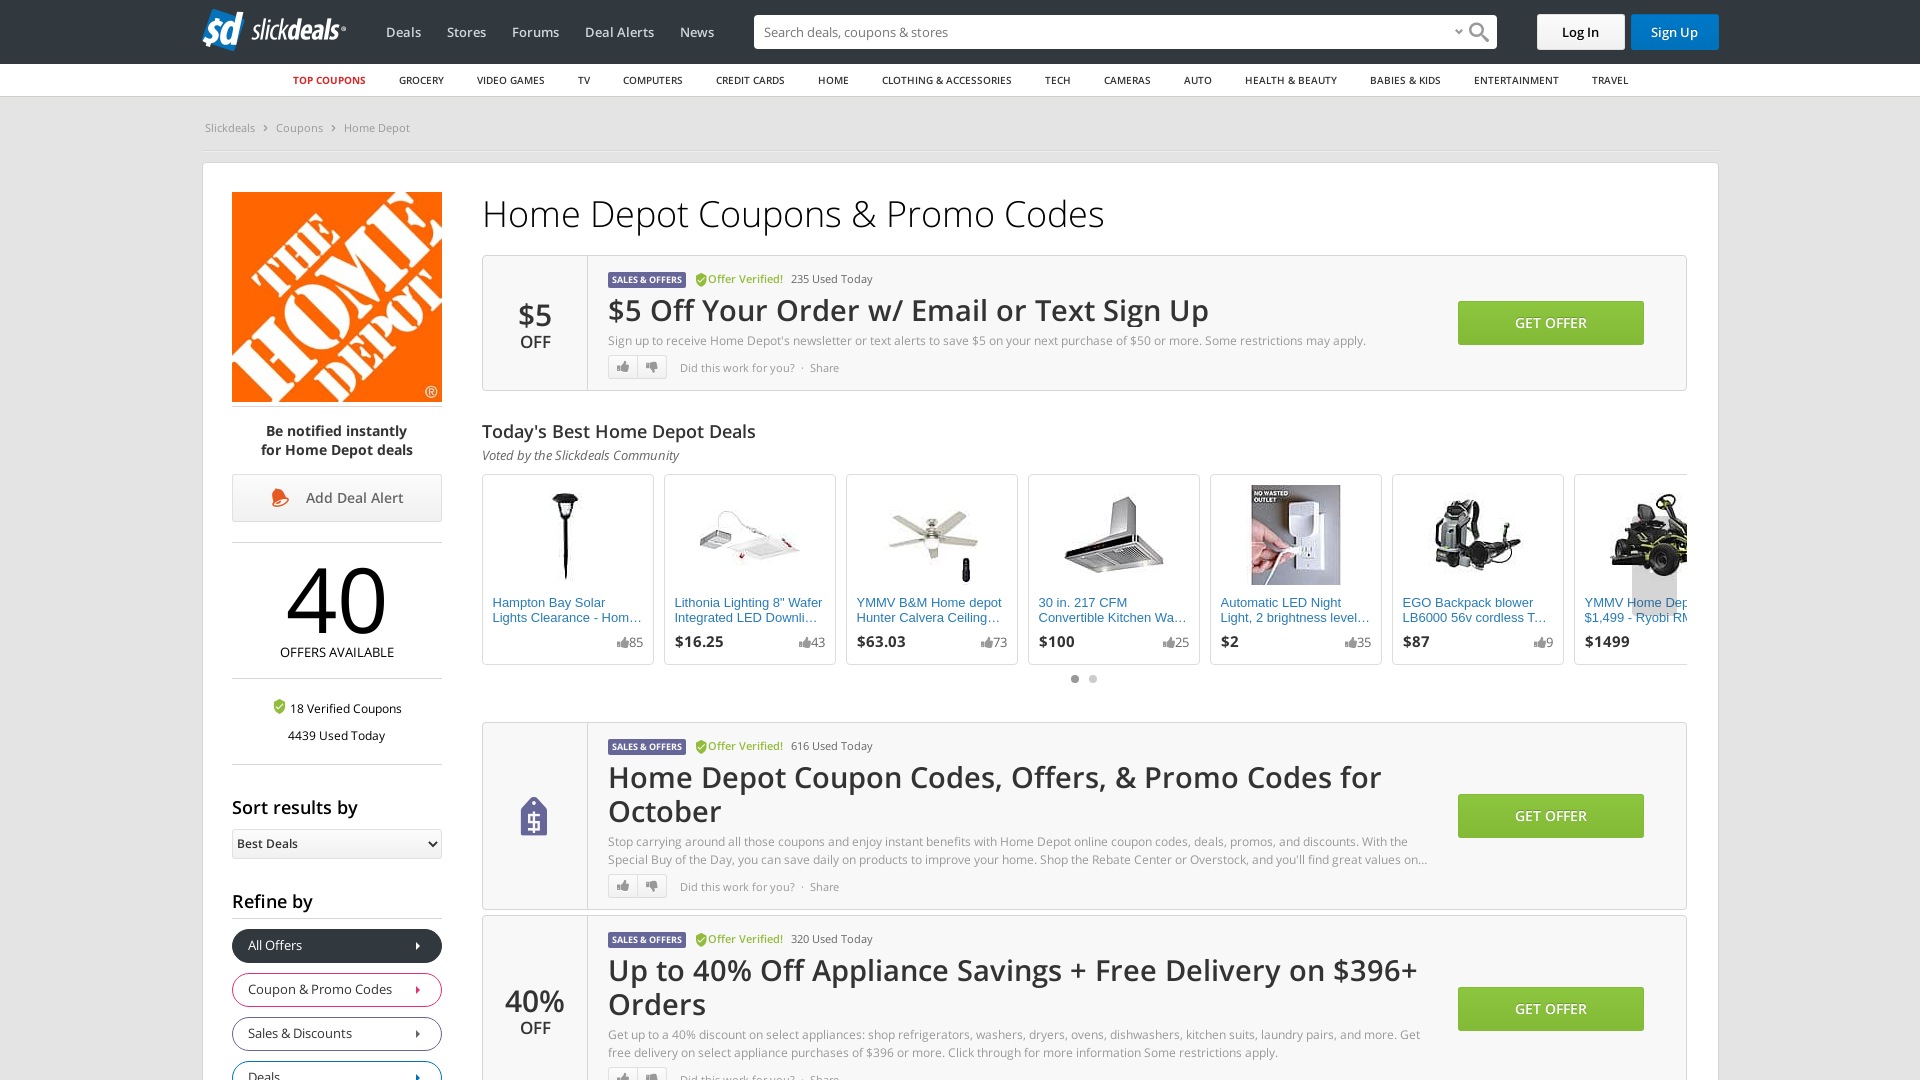 sd slickdeals
Deals
Stores
Forums
Deal Alerts
News
Search deals, coupons & stores
Log In
Sign Up
TOP COUPONS
GROCERY
VIDEO GAMES
TV
COMPUTERS
CREDIT CARDS
HOME
CLOTHING & ACCESSORIES
TECH
CAMERAS
AUTO
HEALTH & BEAUTY
BABIES & KIDS
ENTERTAINMENT
TRAVEL
Slickdeals
Coupons
Home Depot
THE
HOME
DEPOT
®
Be notified instantly
for Home Depot deals
Add Deal Alert
40
OFFERS AVAILABLE
18 Verified Coupons
4439 Used Today
Sort results by
Best Deals
Refine by
All Offers
Coupon & Promo Codes
Sales & Discounts
Deals
Home Depot Coupons & Promo Codes
$5
OFF
SALES & OFFERS Offer Verified! 235 Used Today
$5 Off Your Order w/ Email or Text Sign Up
Sign up to receive Home Depot's newsletter or text alerts to save $5 on your next purchase of $50 or more. Some restrictions may apply.
Did this work for you? · Share
GET OFFER
Today's Best Home Depot Deals
Voted by the Slickdeals Community
Hampton Bay Solar
Lights Clearance - Hom...
85
Lithonia Lighting 8" Wafer
Integrated LED Downli...
$16.25
43
YMMV B&M Home depot
Hunter Calvera Ceiling...
$63.03
73
30 in. 217 CFM
Convertible Kitchen Wa...
$100
25
NO WASTED
OUTLET
Automatic LED Night
Light, 2 brightness level...
$2
35
EGO Backpack blower
LB6000 56v cordless T...
$87
9
YMMV Home Dep
$1,499 - Ryobi RM
$1499
SALES & OFFERS Offer Verified! 616 Used Today
Home Depot Coupon Codes, Offers, & Promo Codes for
October
Stop carrying around all those coupons and enjoy instant benefits with Home Depot online coupon codes, deals, promos, and discounts. With the
Special Buy of the Day, you can save daily on products to improve your home. Shop the Rebate Center or Overstock, and you'll find great values on...
Did this work for you? · Share
GET OFFER
40%
OFF
SALES & OFFERS Offer Verified! 320 Used Today
Up to 40% Off Appliance Savings + Free Delivery on $396+
Orders
Get up to a 40% discount on select appliances: shop refrigerators, washers, dryers, ovens, dishwashers, kitchen suits, laundry pairs, and more. Get
free delivery on select appliance purchases of $396 or more. Click through for more information Some restrictions apply.
Did this work for you? · Share
GET OFFER